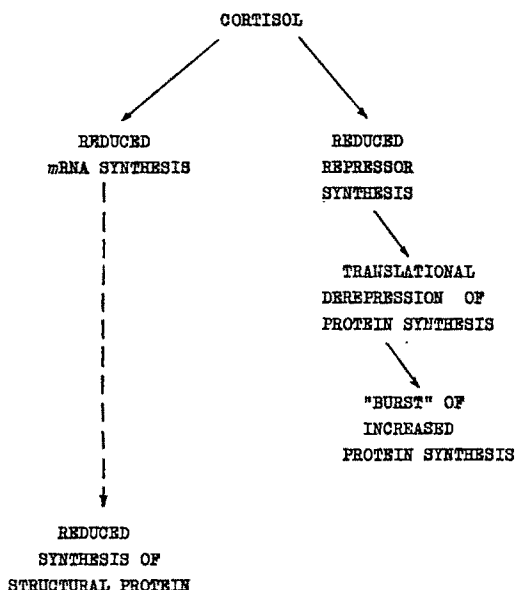 CORTISOL
REDUCED
mRNA SYNTHESIS
REDUCED
REPRESSOR
SYNTHESIS
TRANSLATIONAL
DEREPRESSION OF
PROTEIN SYNTHESIS
"BURST" OF
INCREASED
PROTEIN SYNTHESIS
REDUCED
SYNTHESIS OF
STRUCTURAL PROTEIN